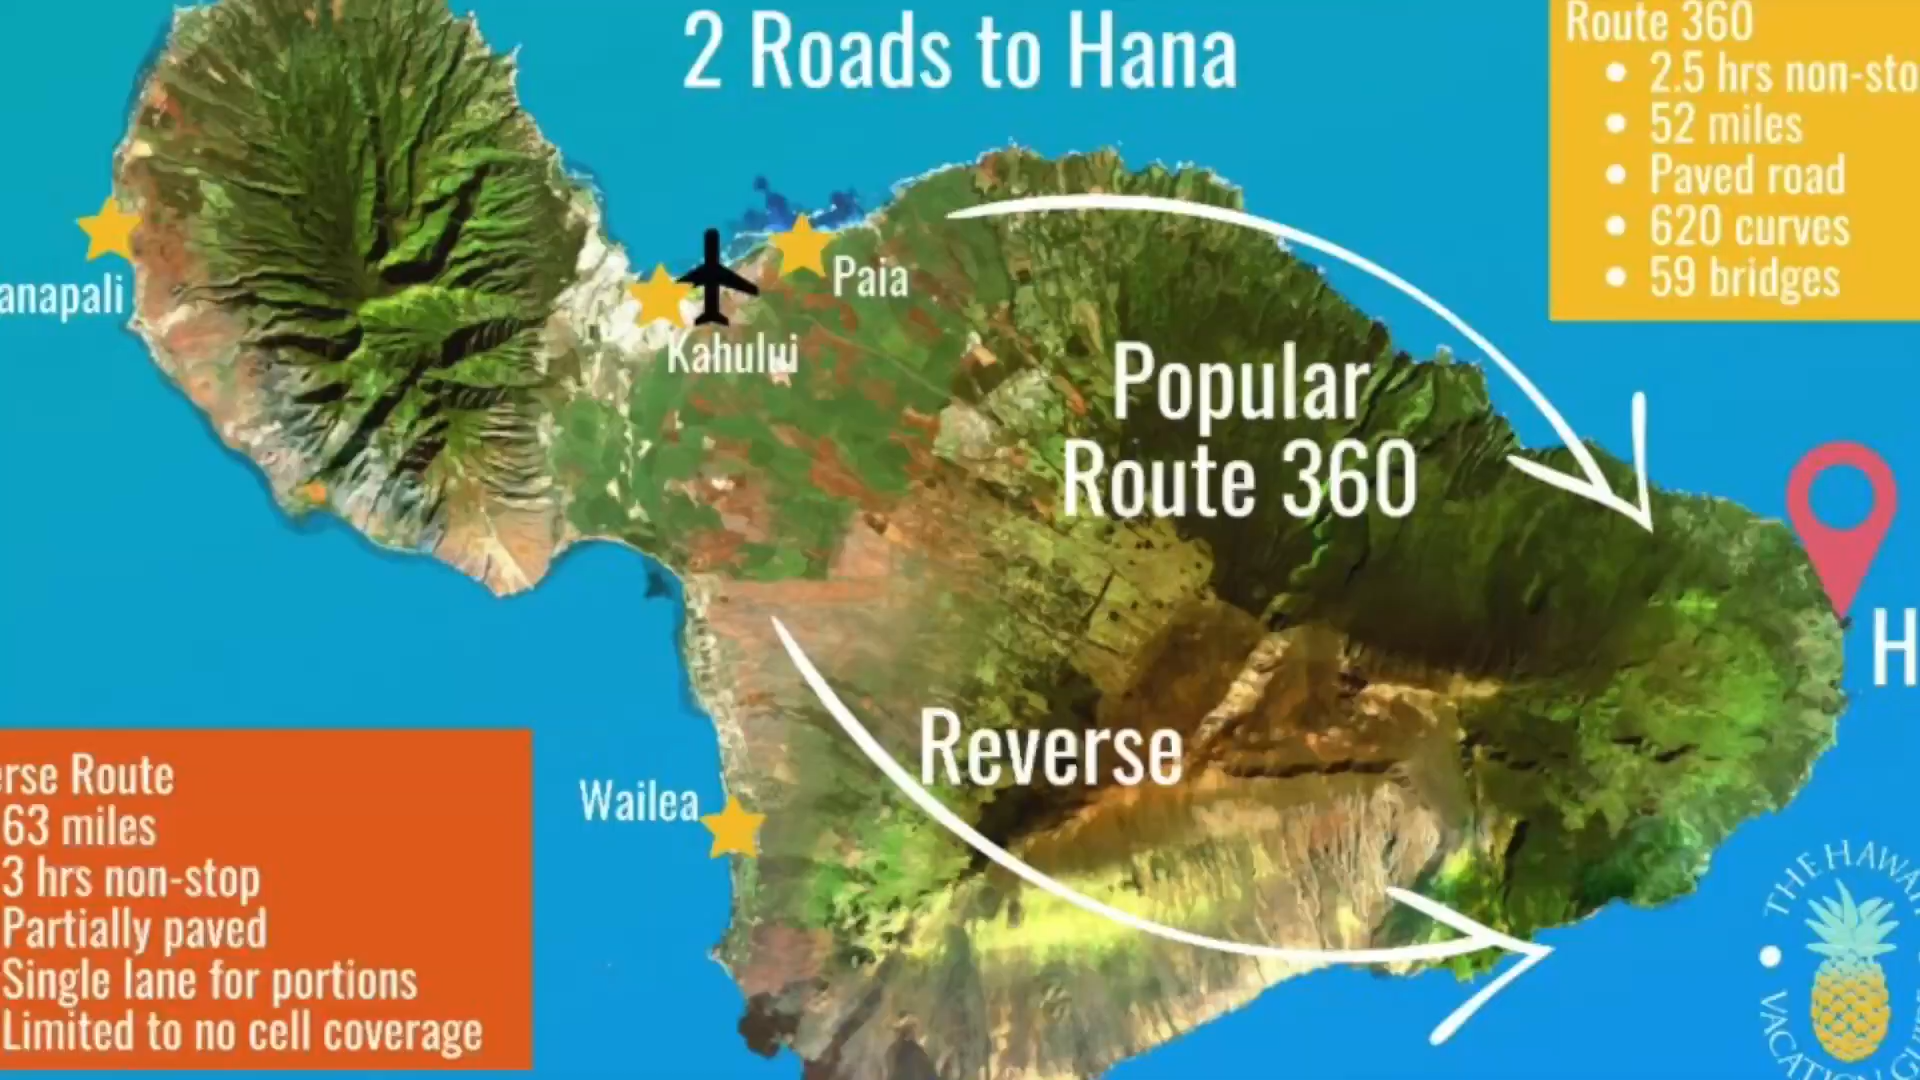 2 Roads to Hana
Route 360
• 2.5 hrs non-sto
• 52 miles
• Paved road
• 620 curves
• 59 bridges
anapali
Paia
Kahului
Popular
Route 360
H
Reverse
Wailea
erse Route
63 miles
3 hrs non-stop
Partially paved
Single lane for portions
Limited to no cell coverage
THE HAWAI
VACATION GUIDE